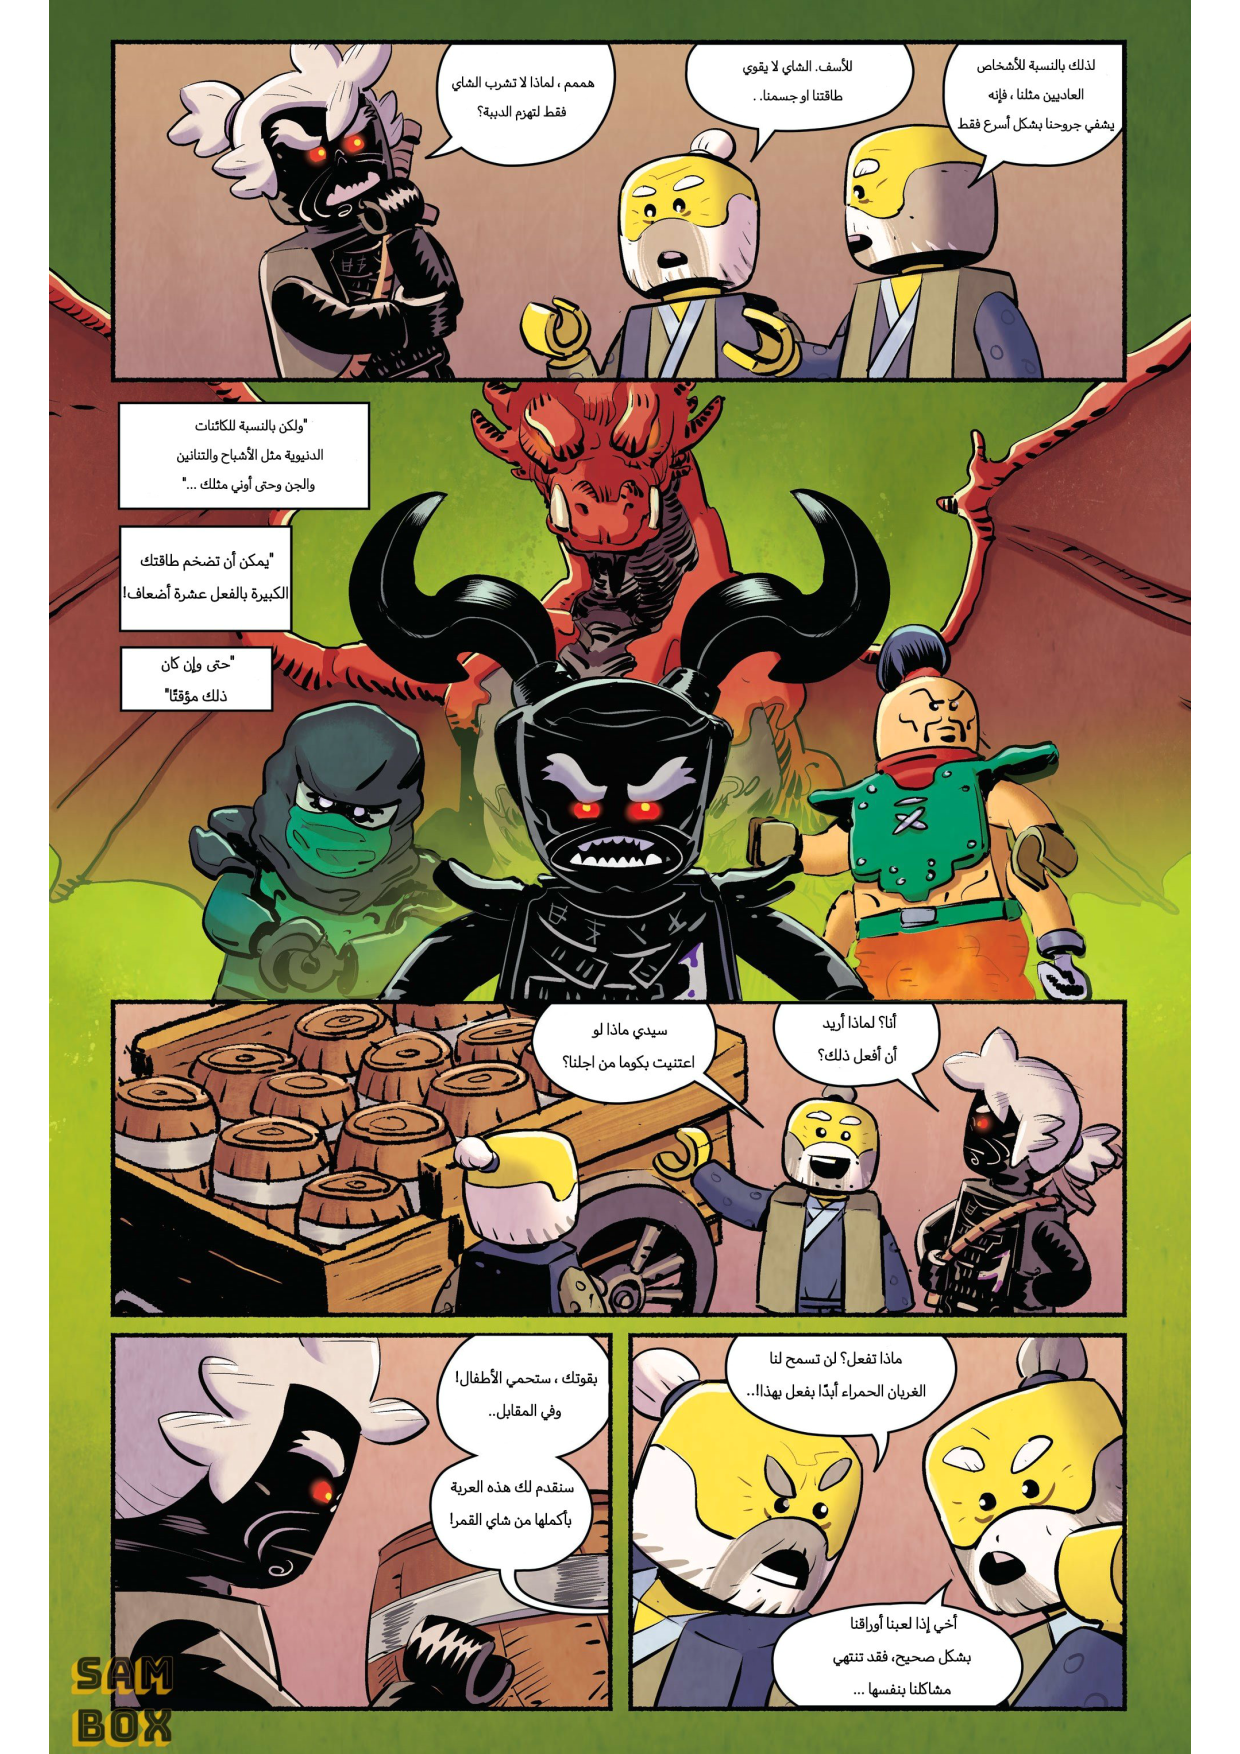 لذلك بالنسبة للأشخاص
العاديين مثلنا ، فإنه
يشفي جروحنا بشكل أسرع فقط
للأسف. الشاي لا يقوي
طاقتنا او جسمنا. .
هممم ، لماذا لا تشرب الشاي
فقط لتهزم الدببة؟
"ولكن بالنسبة للكائنات
الدنيوية مثل الأشباح والتنانين
والجن وحتى أوني مثلك ..."
"يمكن أن تضخم طاقتك
الكبيرة بالفعل عشرة أضعاف!
"حتى وإن كان
ذلك مؤقتًا"
أنا؟ لماذا أريد
أن أفعل ذلك؟
سيدي ماذا لو
اعتنيت بكوما من اجلنا؟
ماذا تفعل؟ لن تسمح لنا
الغربان الحمراء أبدًا بفعل بهذا!..
أخي إذا لعبنا أوراقنا
بشكل صحيح، فقد تنتهي
مشاكلنا بنفسها ...
بقوتك ، ستحمي الأطفال!
وفي المقابل..
سنقدم لك هذه العربة
بأكملها من شاي القمر!
SAM
BOX